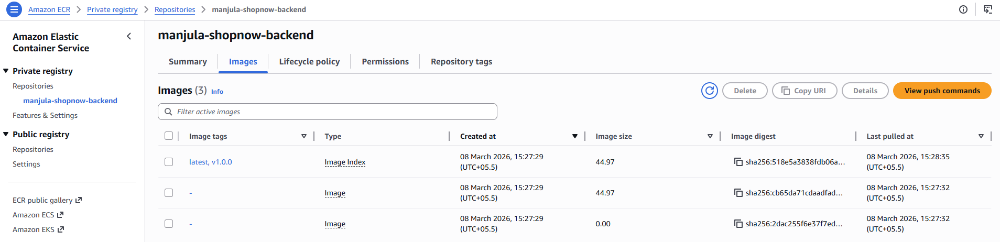 Amazon ECR > Private registry > Repositories > manjula-shopnow-backend
Amazon Elastic
Container Service
Private registry
Repositories
manjula-shopnow-backend
Features & Settings
Public registry
Repositories
Settings
ECR public gallery
Amazon ECS
Amazon EKS
manjula-shopnow-backend
Summary Images Lifecycle policy Permissions Repository tags
Images (3) Info
Delete Copy URI Details View push commands
Filter active images
Image tags Type Created at Image size Image digest Last pulled at
latest, v1.0.0 Image Index 08 March 2026, 15:27:29 (UTC+05.5) 44.97 sha256:518e5a3838fdb06a... 08 March 2026, 15:28:35 (UTC+05.5)
- Image 08 March 2026, 15:27:29 (UTC+05.5) 44.97 sha256:cb65da71cdaadfad... 08 March 2026, 15:27:32 (UTC+05.5)
- Image 08 March 2026, 15:27:29 (UTC+05.5) 0.00 sha256:2dac255f6e37f7ed... 08 March 2026, 15:27:32 (UTC+05.5)